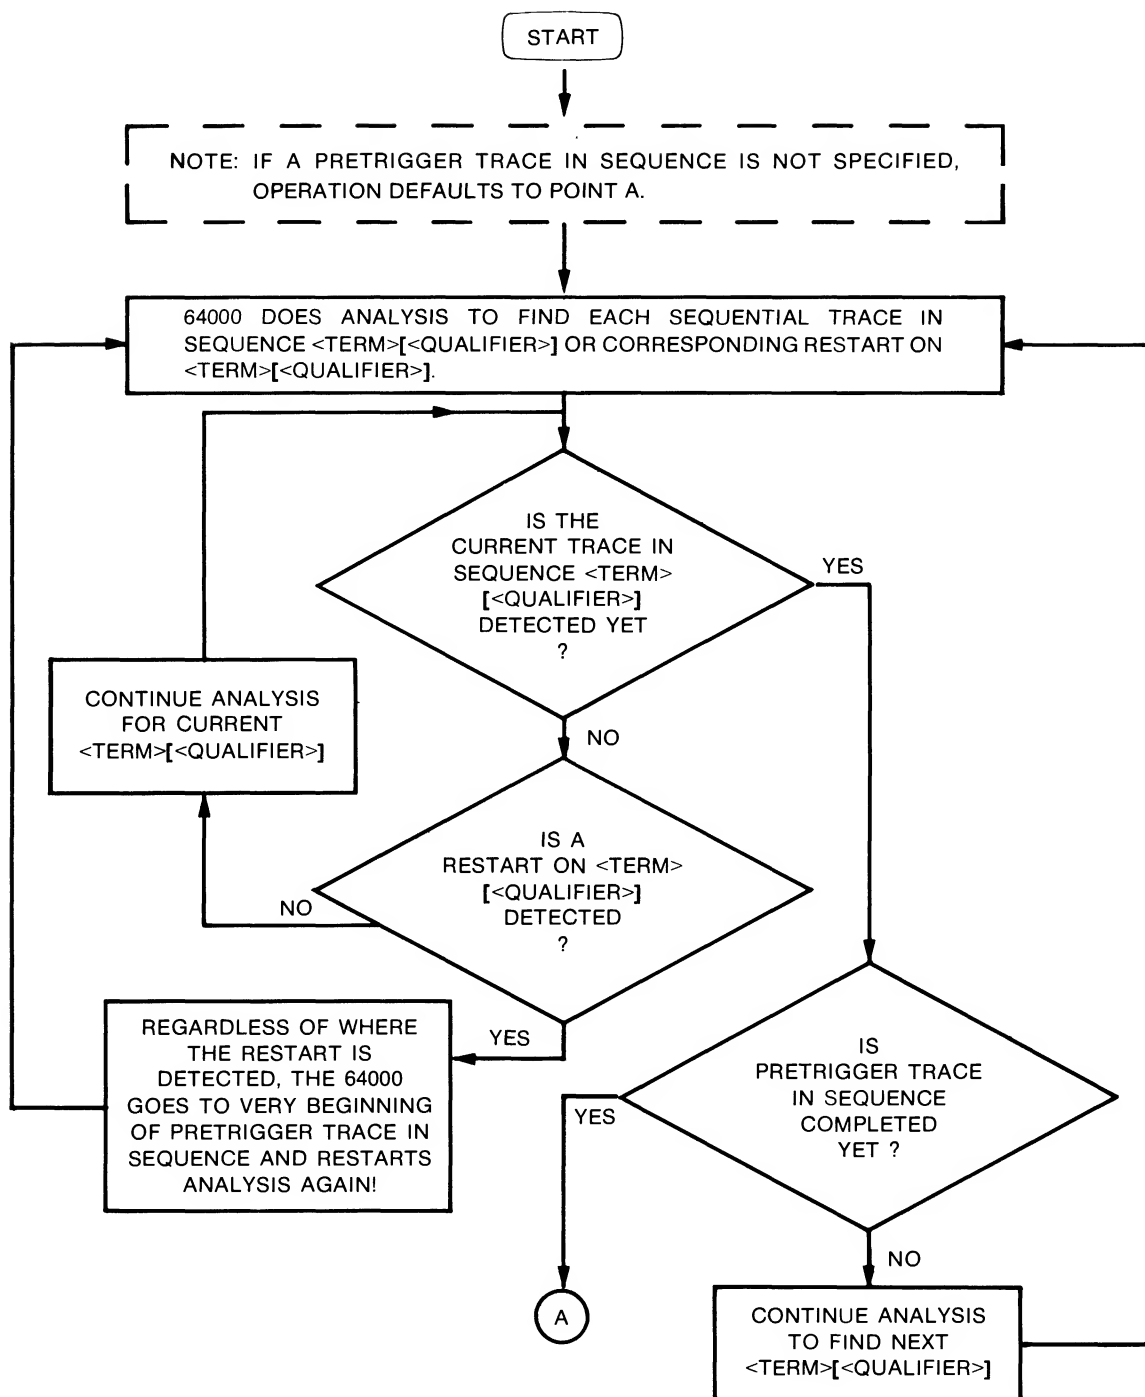 START
NOTE: IF A PRETRIGGER TRACE IN SEQUENCE IS NOT SPECIFIED,
OPERATION DEFAULTS TO POINT A.
64000 DOES ANALYSIS TO FIND EACH SEQUENTIAL TRACE IN
SEQUENCE <TERM>[<QUALIFIER>] OR CORRESPONDING RESTART ON
<TERM>[<QUALIFIER>].
IS THE
CURRENT TRACE IN
SEQUENCE <TERM>
[<QUALIFIER>]
DETECTED YET
?
YES
NO
CONTINUE ANALYSIS
FOR CURRENT
<TERM>[<QUALIFIER>]
IS A
RESTART ON <TERM>
[<QUALIFIER>]
DETECTED
?
NO
YES
REGARDLESS OF WHERE
THE RESTART IS
DETECTED, THE 64000
GOES TO VERY BEGINNING
OF PRETRIGGER TRACE IN
SEQUENCE AND RESTARTS
ANALYSIS AGAIN!
IS
PRETRIGGER TRACE
IN SEQUENCE
COMPLETED
YET ?
YES
NO
A
CONTINUE ANALYSIS
TO FIND NEXT
<TERM>[<QUALIFIER>]